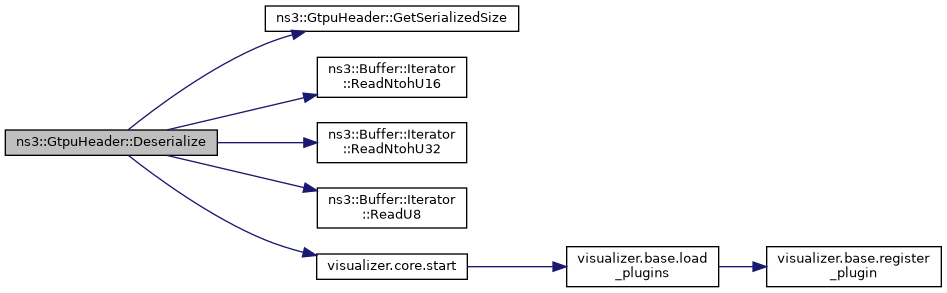 ns3::GtpuHeader::GetSerializedSize
ns3::Buffer::Iterator
::ReadNtohU16
ns3::GtpuHeader::Deserialize
ns3::Buffer::Iterator
::ReadNtohU32
ns3::Buffer::Iterator
::ReadU8
visualizer.core.start
visualizer.base.load
_plugins
visualizer.base.register
_plugin